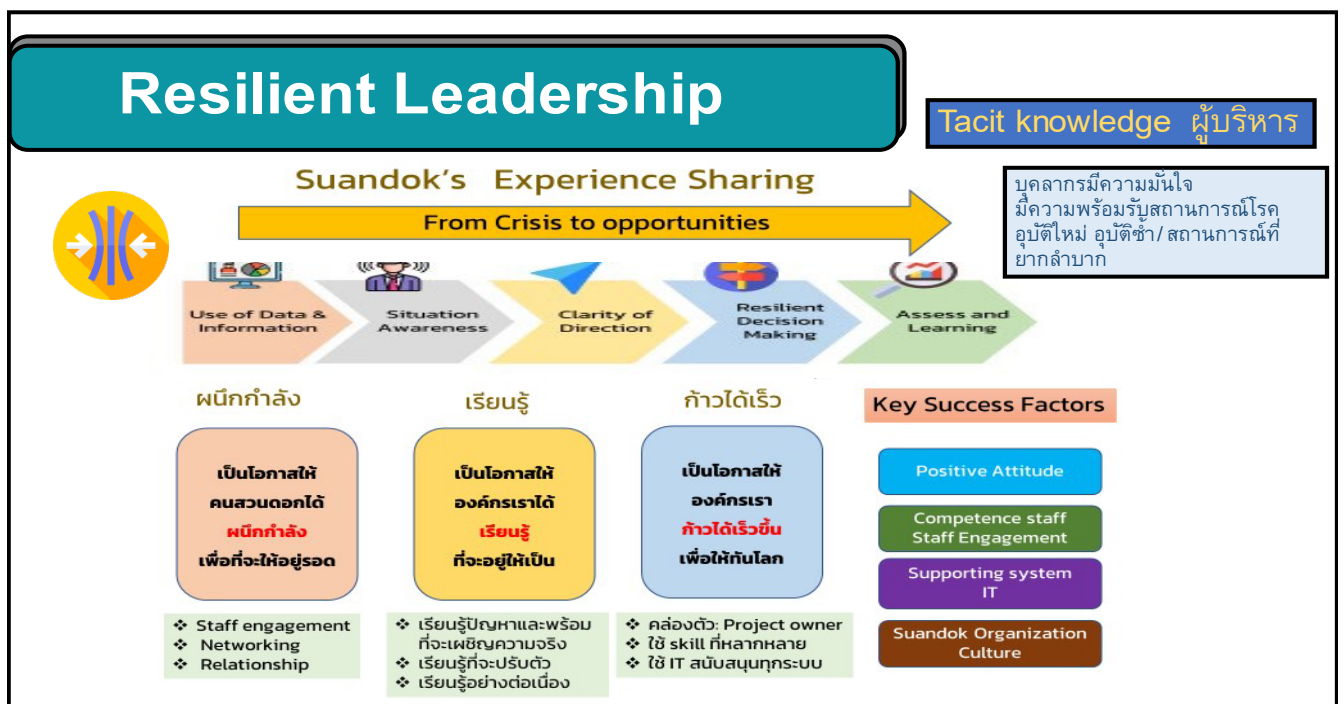 Resilient Leadership
Tacit knowledge ผู้บริหาร
Suandok's Experience Sharing
From Crisis to opportunities
บุคลากรมีความมั่นใจ
มีความพร้อมรับสถานการณ์โรค
อุบัติใหม่ อุบัติซ้ำ/ สถานการณ์ที่
ยากลำบาก
Use of Data &
Information
Situation
Awareness
Clarity of
Direction
Resilient
Decision
Making
Assess and
Learning
ผนึกกำลัง
เป็นโอกาสให้
คนสวนดอกได้
ผนึกกำลัง
เพื่อที่จะให้อยู่รอด
❖ Staff engagement
❖ Networking
❖ Relationship
เรียนรู้
เป็นโอกาสให้
องค์กรเราได้
เรียนรู้
ที่จะอยู่ให้เป็น
❖ เรียนรู้ปัญหาและพร้อม
ที่จะเผชิญความจริง
❖ เรียนรู้ที่จะปรับตัว
❖ เรียนรู้อย่างต่อเนื่อง
ก้าวได้เร็ว
เป็นโอกาสให้
องค์กรเรา
ก้าวได้เร็วขึ้น
เพื่อให้ทันโลก
❖ คล่องตัว: Project owner
❖ ใช้ skill ที่หลากหลาย
❖ ใช้ IT สนับสนุนทุกระบบ
Key Success Factors
Positive Attitude
Competence staff
Staff Engagement
Supporting system
IT
Suandok Organization
Culture